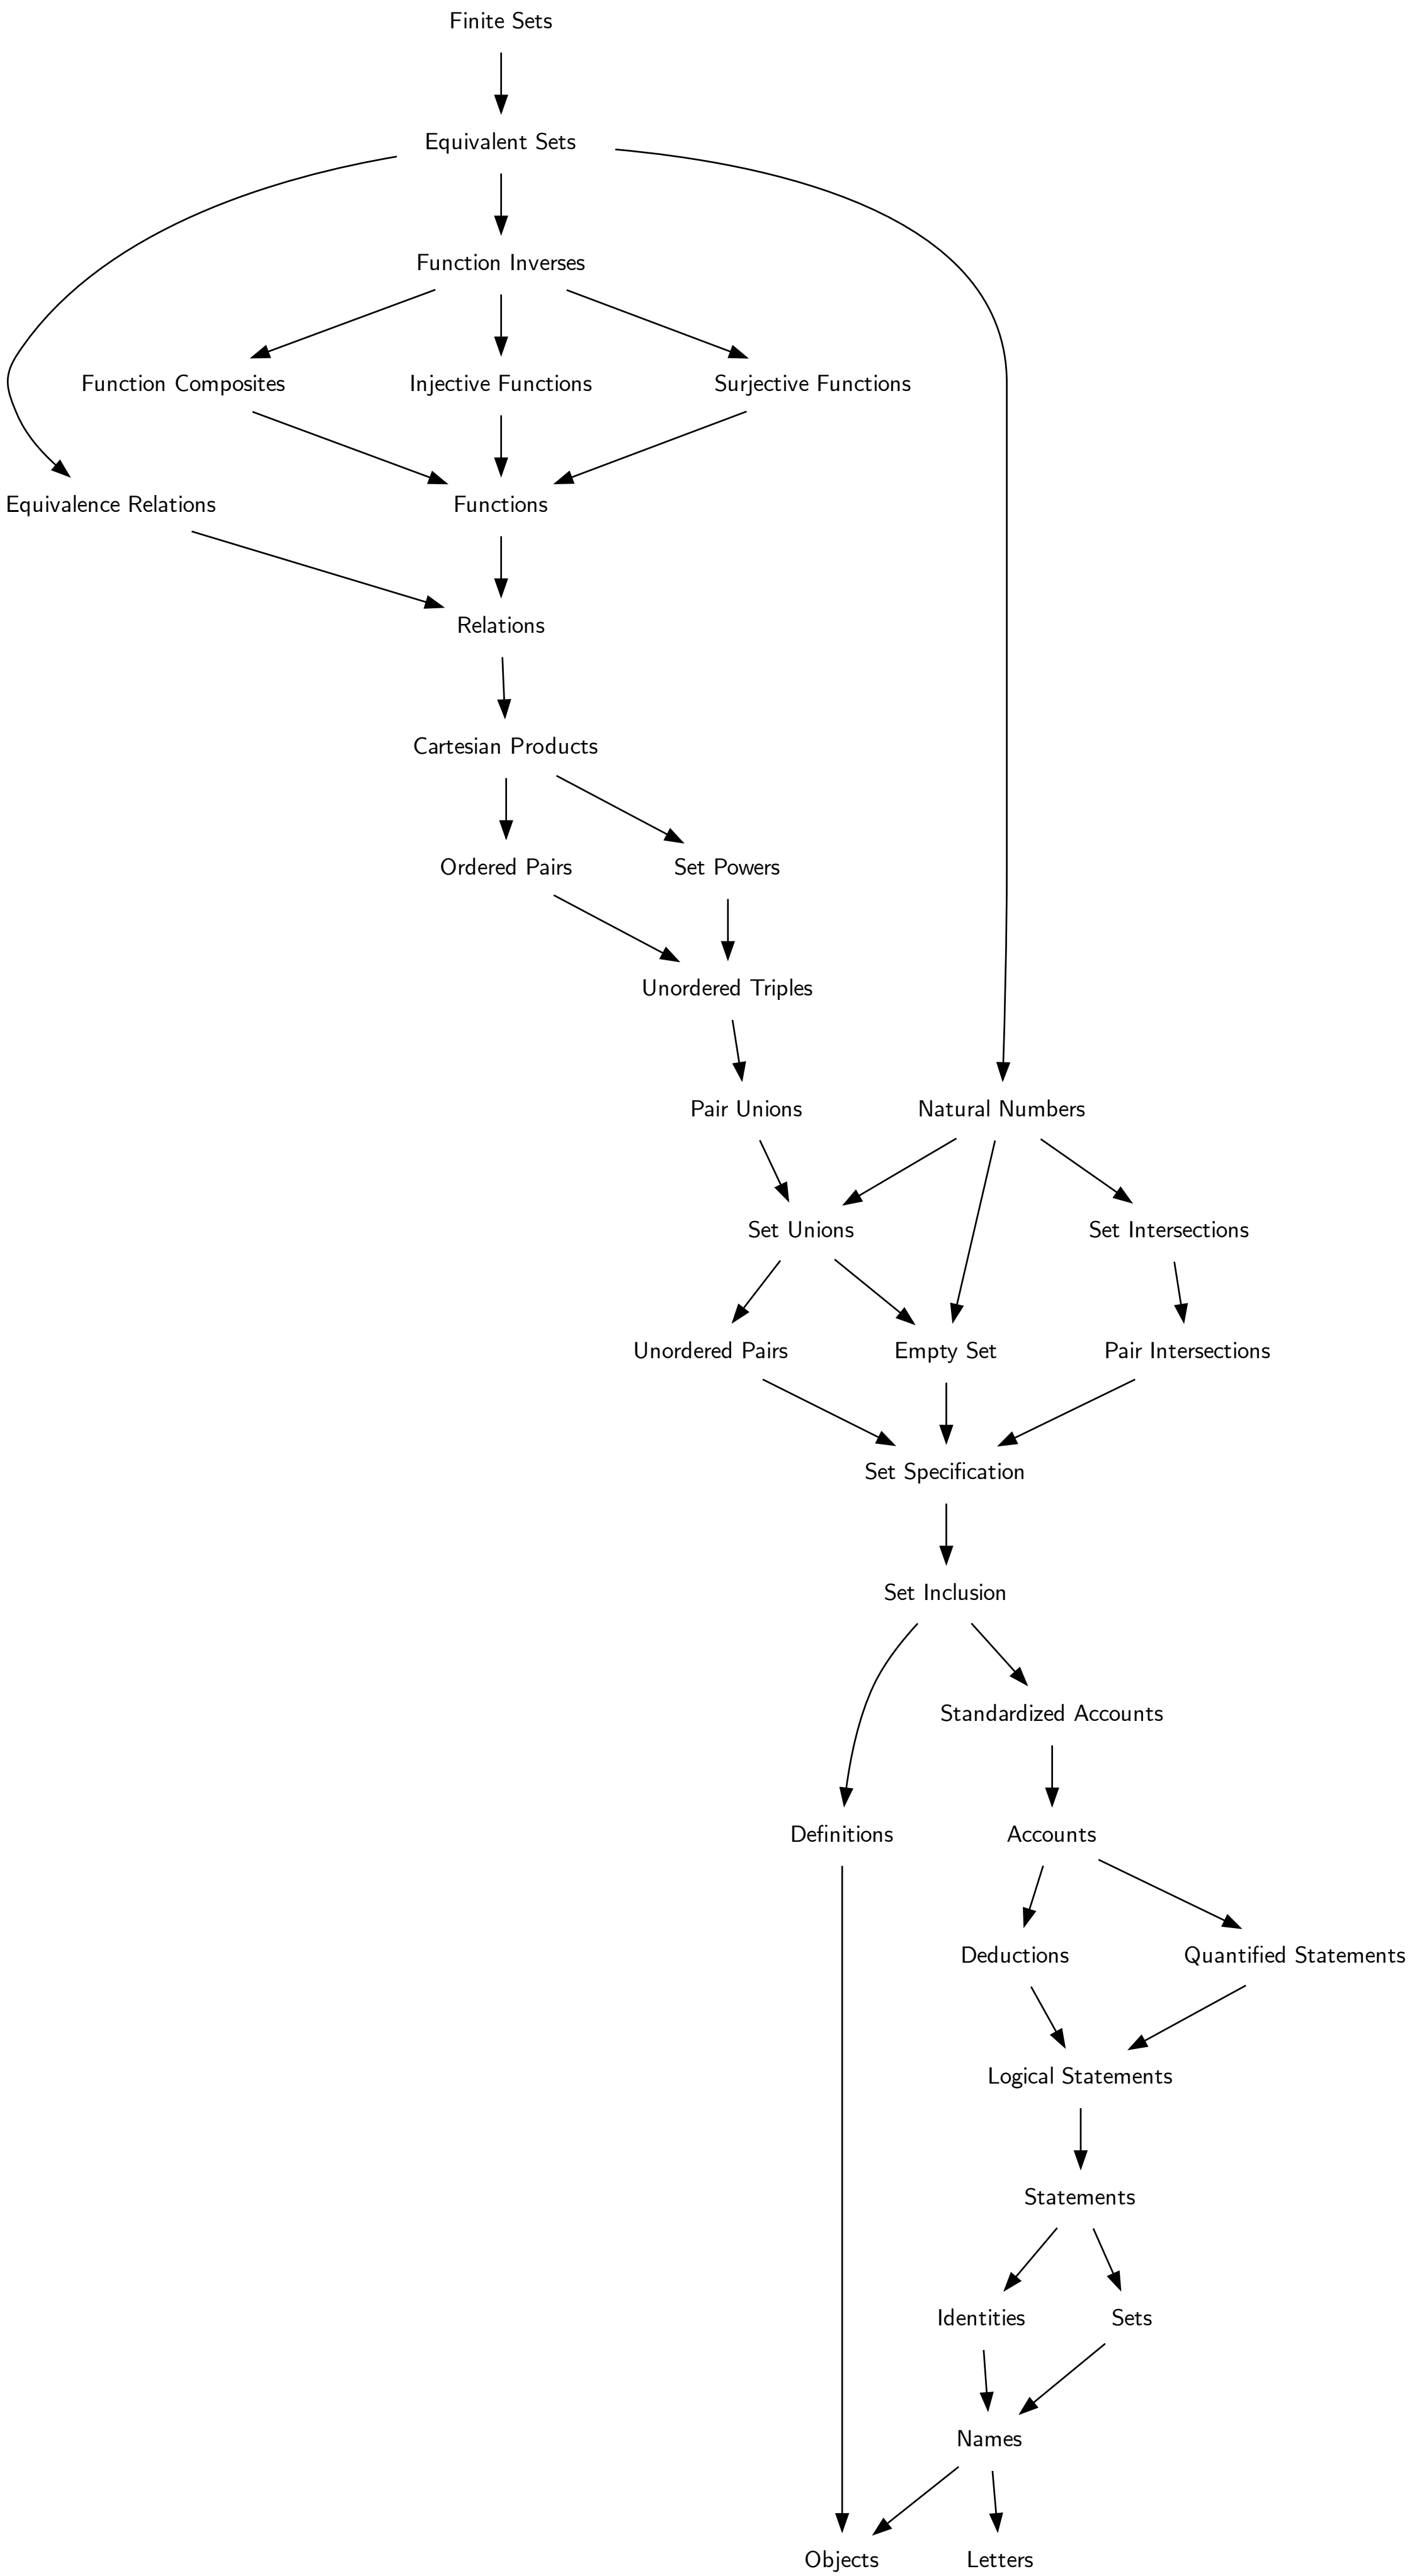 Finite Sets
Equivalent Sets
Function Inverses
Function Composites
Injective Functions
Surjective Functions
Equivalence Relations
Functions
Relations
Cartesian Products
Ordered Pairs
Set Powers
Unordered Triples
Pair Unions
Natural Numbers
Set Unions
Set Intersections
Unordered Pairs
Empty Set
Pair Intersections
Set Specification
Set Inclusion
Standardized Accounts
Definitions
Accounts
Deductions
Quantified Statements
Logical Statements
Statements
Identities
Sets
Names
Objects
Letters